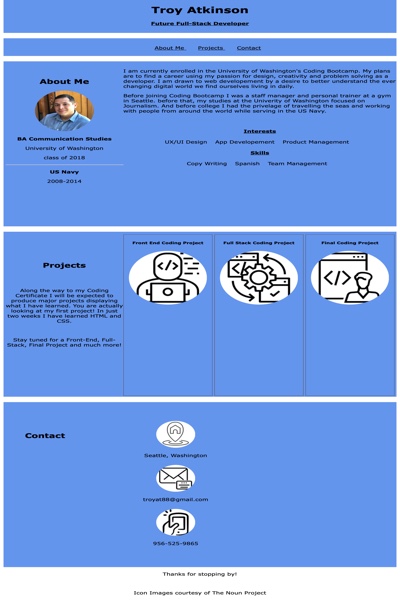 Troy Atkinson
Future Full-Stack Developer
About Me Projects Contact
About Me
BA Communication Studies
University of Washington
class of 2018
US Navy
2008-2014
I am currently enrolled in the University of Washington's Coding Bootcamp. My plans
are to find a career using my passion for design, creativity and problem solving as a
developer. I am drawn to web developement by a desire to better understand the ever
changing digital world we find ourselves living in daily.
Before joining Coding Bootcamp I was a staff manager and personal trainer at a gym
in Seattle. before that, my studies at the Univerity of Washington focused on
Journalism. And before college I had the privelage of travelling the seas and working
with people from around the world while serving in the US Navy.
Interests
UX/UI Design App Developement Product Management
Skills
Copy Writing Spanish Team Management
Projects
Along the way to my Coding
Certificate I will be expected to
produce major projects displaying
what I have learned. You are actually
looking at my first project! In just
two weeks I have learned HTML and
CSS.
Stay tuned for a Front-End, Full-
Stack, Final Project and much more!
Front End Coding Project
Full Stack Coding Project
Final Coding Project
Contact
Seattle, Washington
troyat88@gmail.com
956-525-9865
Thanks for stopping by!
Icon Images courtesy of The Noun Project